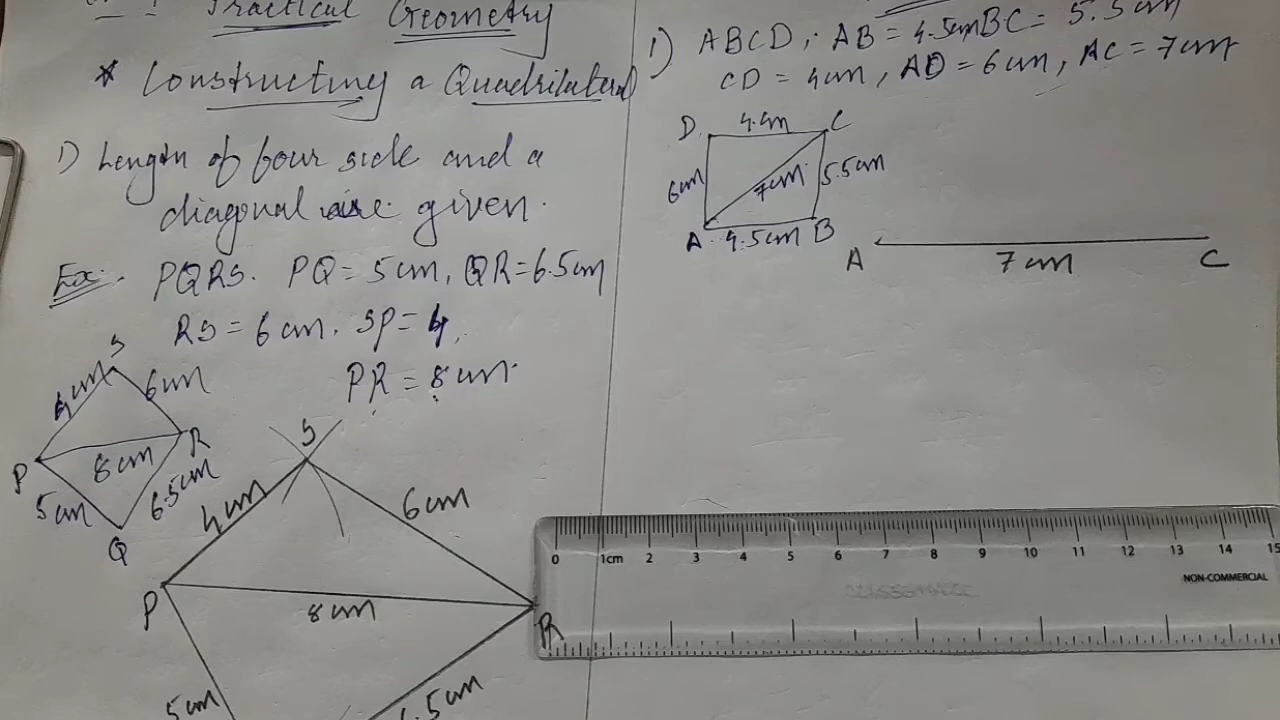 Practical Geometry
* Constructing a Quadrilateral
1) Length of four side and a
diagonal are given.
Ex:. PQRS. PQ = 5cm, QR = 6.5cm
RS = 6 cm. SP = 4,
PR = 8 cm.
S
4cm
6cm
P
8cm
R
5cm
6.5cm
Q
S
4cm
6cm
P
8cm
R
5cm
6.5cm
1) ABCD, AB = 4.5cm BC = 5.5cm
CD = 4cm, AD = 6cm, AC = 7cm
D
4cm
C
6cm
7cm
5.5cm
A
4.5cm
B
A
7cm
C
0 1cm 2 3 4 5 6 7 8 9 10 11 12 13 14 15
NON-COMMERCIAL